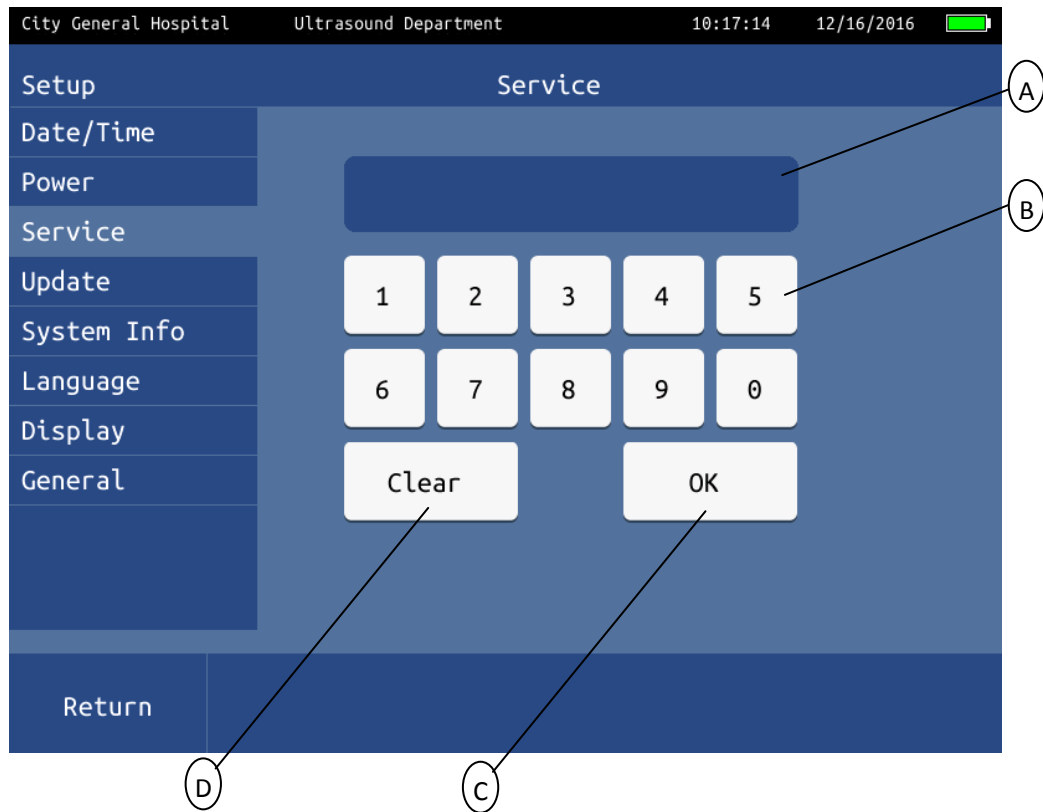 City General Hospital Ultrasound Department 10:17:14 12/16/2016
Setup Service
A
Date/Time
Power
Service
B
Update
1 2 3 4 5
System Info
Language
6 7 8 9 0
Display
General
Clear OK
Return
D C